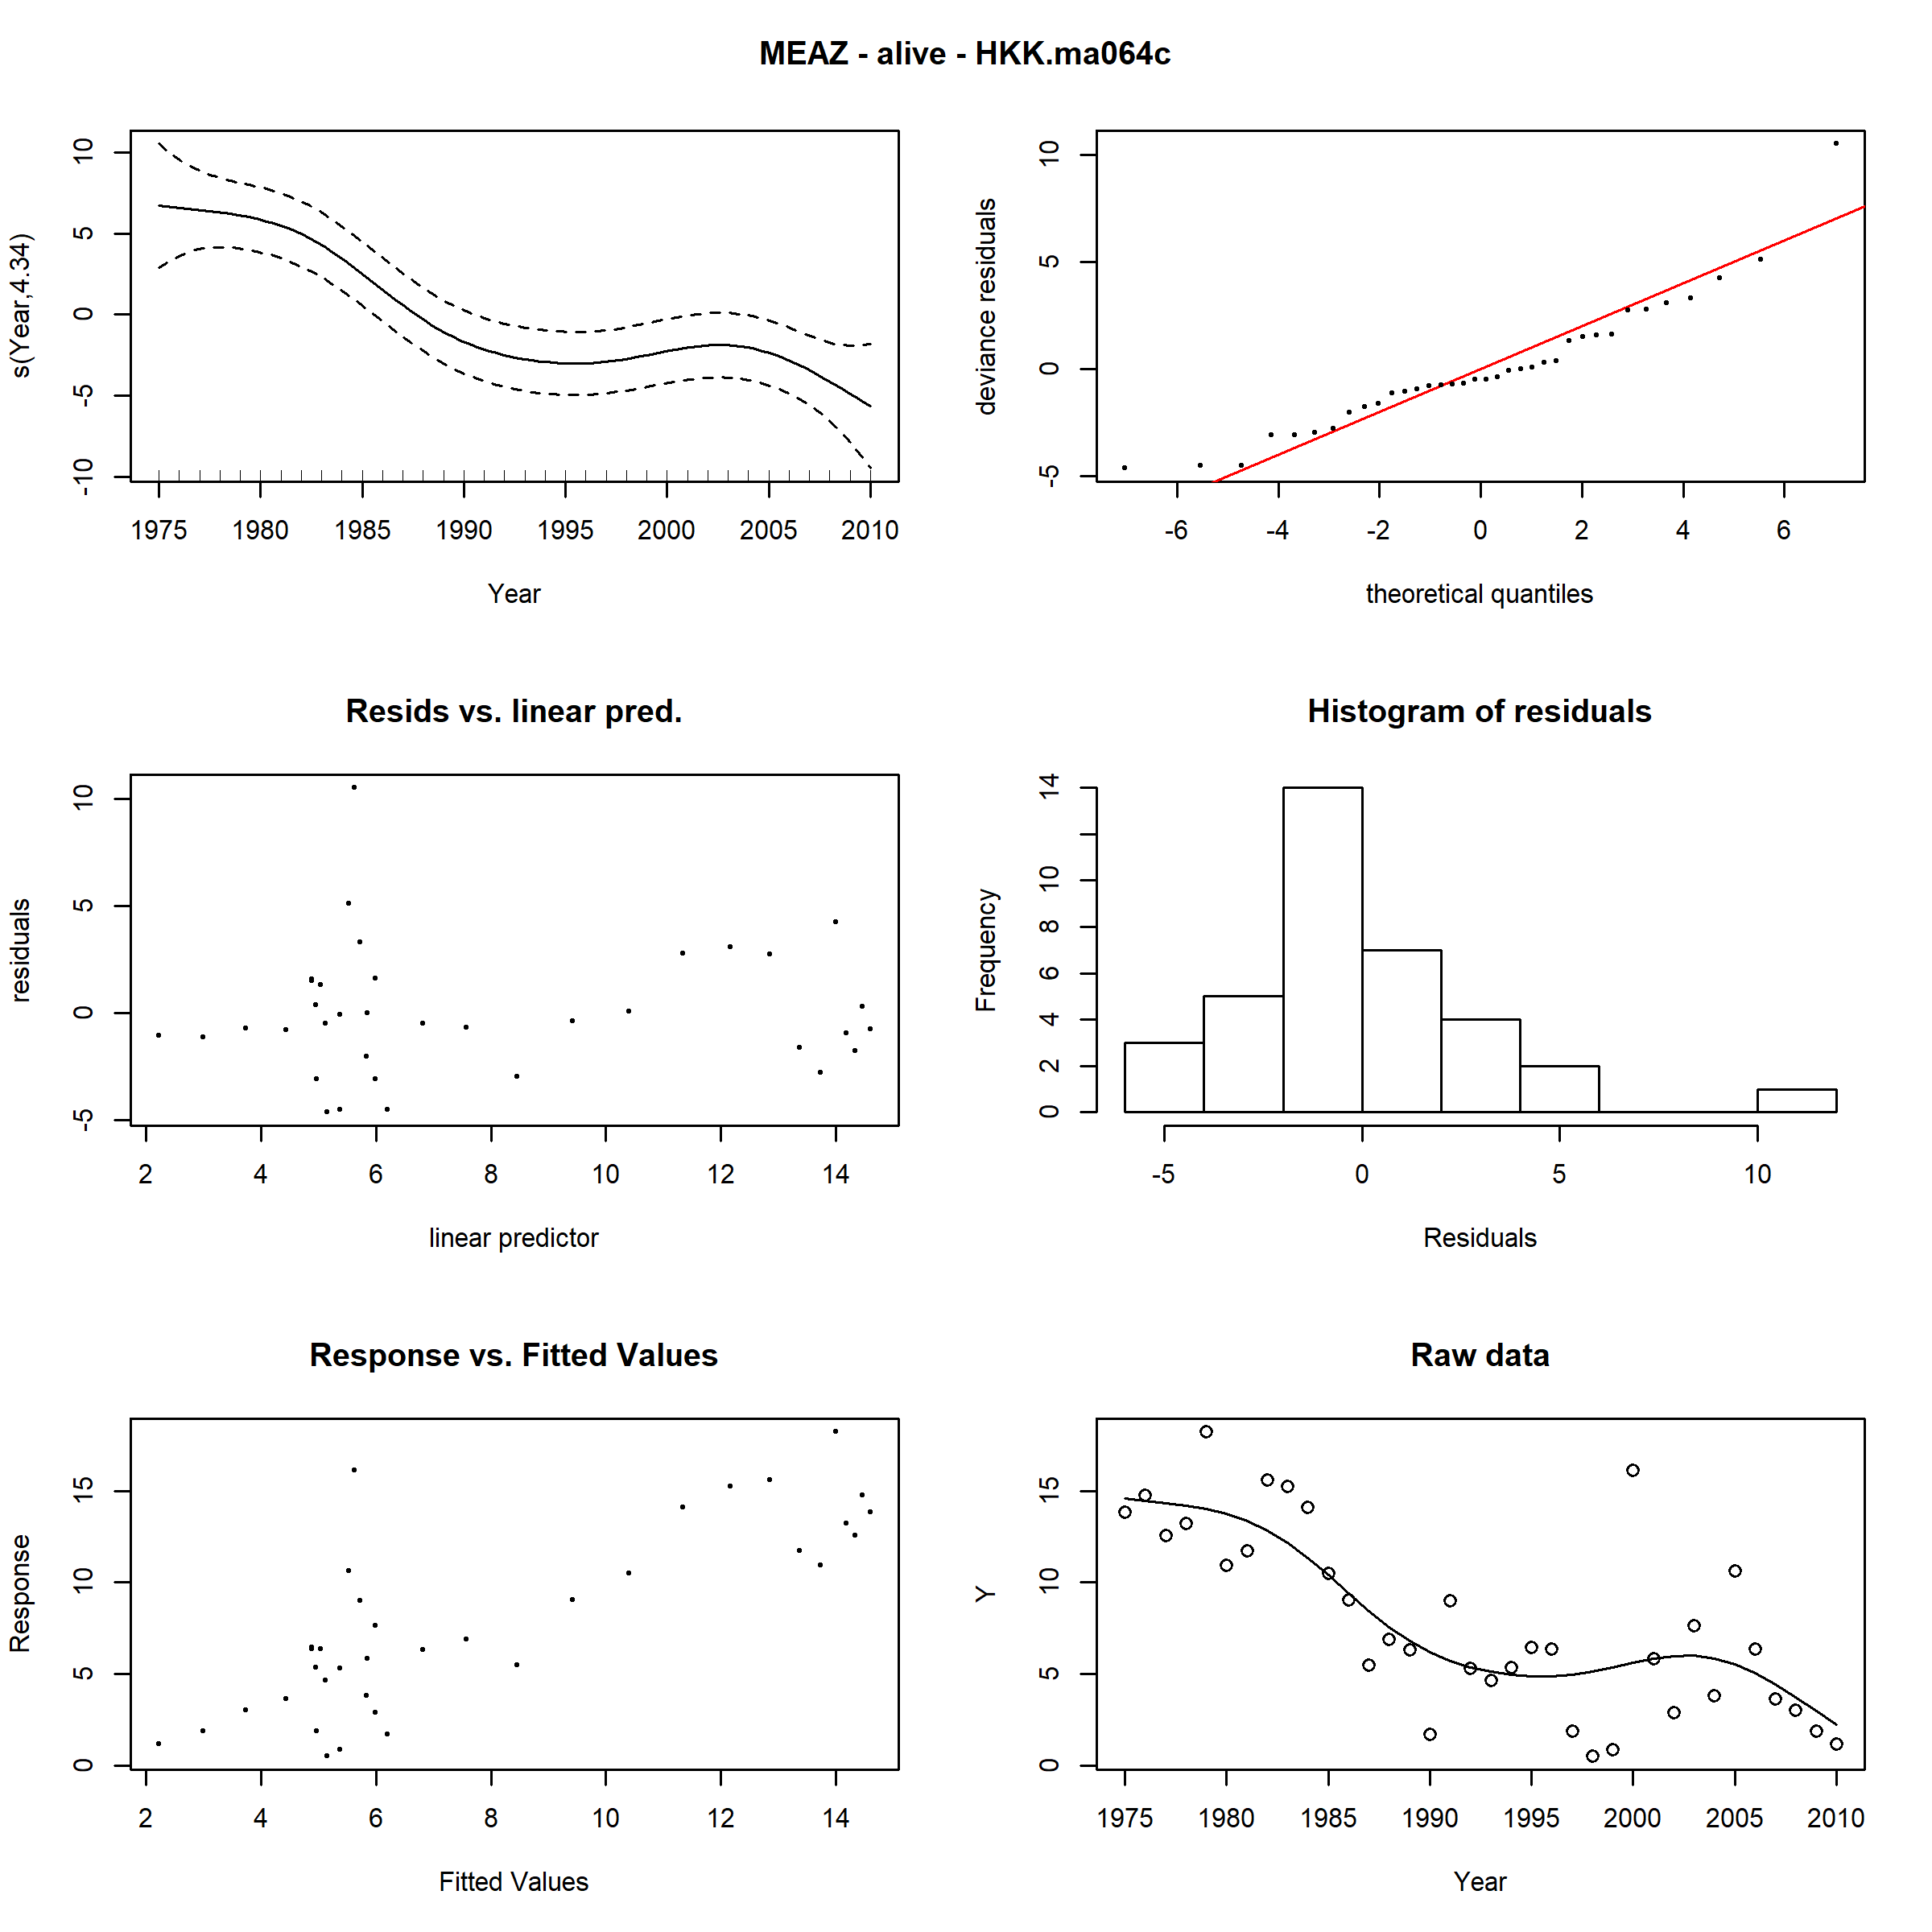 MEAZ - alive - HKK.ma064c
s(Year,4.34)
10
5
0
-5
-10
1975 1980 1985 1990 1995 2000 2005 2010
Year
deviance residuals
10
5
0
-5
-6 -4 -2 0 2 4 6
theoretical quantiles
Resids vs. linear pred.
residuals
10
5
0
-5
2 4 6 8 10 12 14
linear predictor
Histogram of residuals
Frequency
14
10
8
6
4
2
0
-5 0 5 10
Residuals
Response vs. Fitted Values
Response
15
10
5
0
2 4 6 8 10 12 14
Fitted Values
Raw data
Y
15
10
5
0
1975 1980 1985 1990 1995 2000 2005 2010
Year